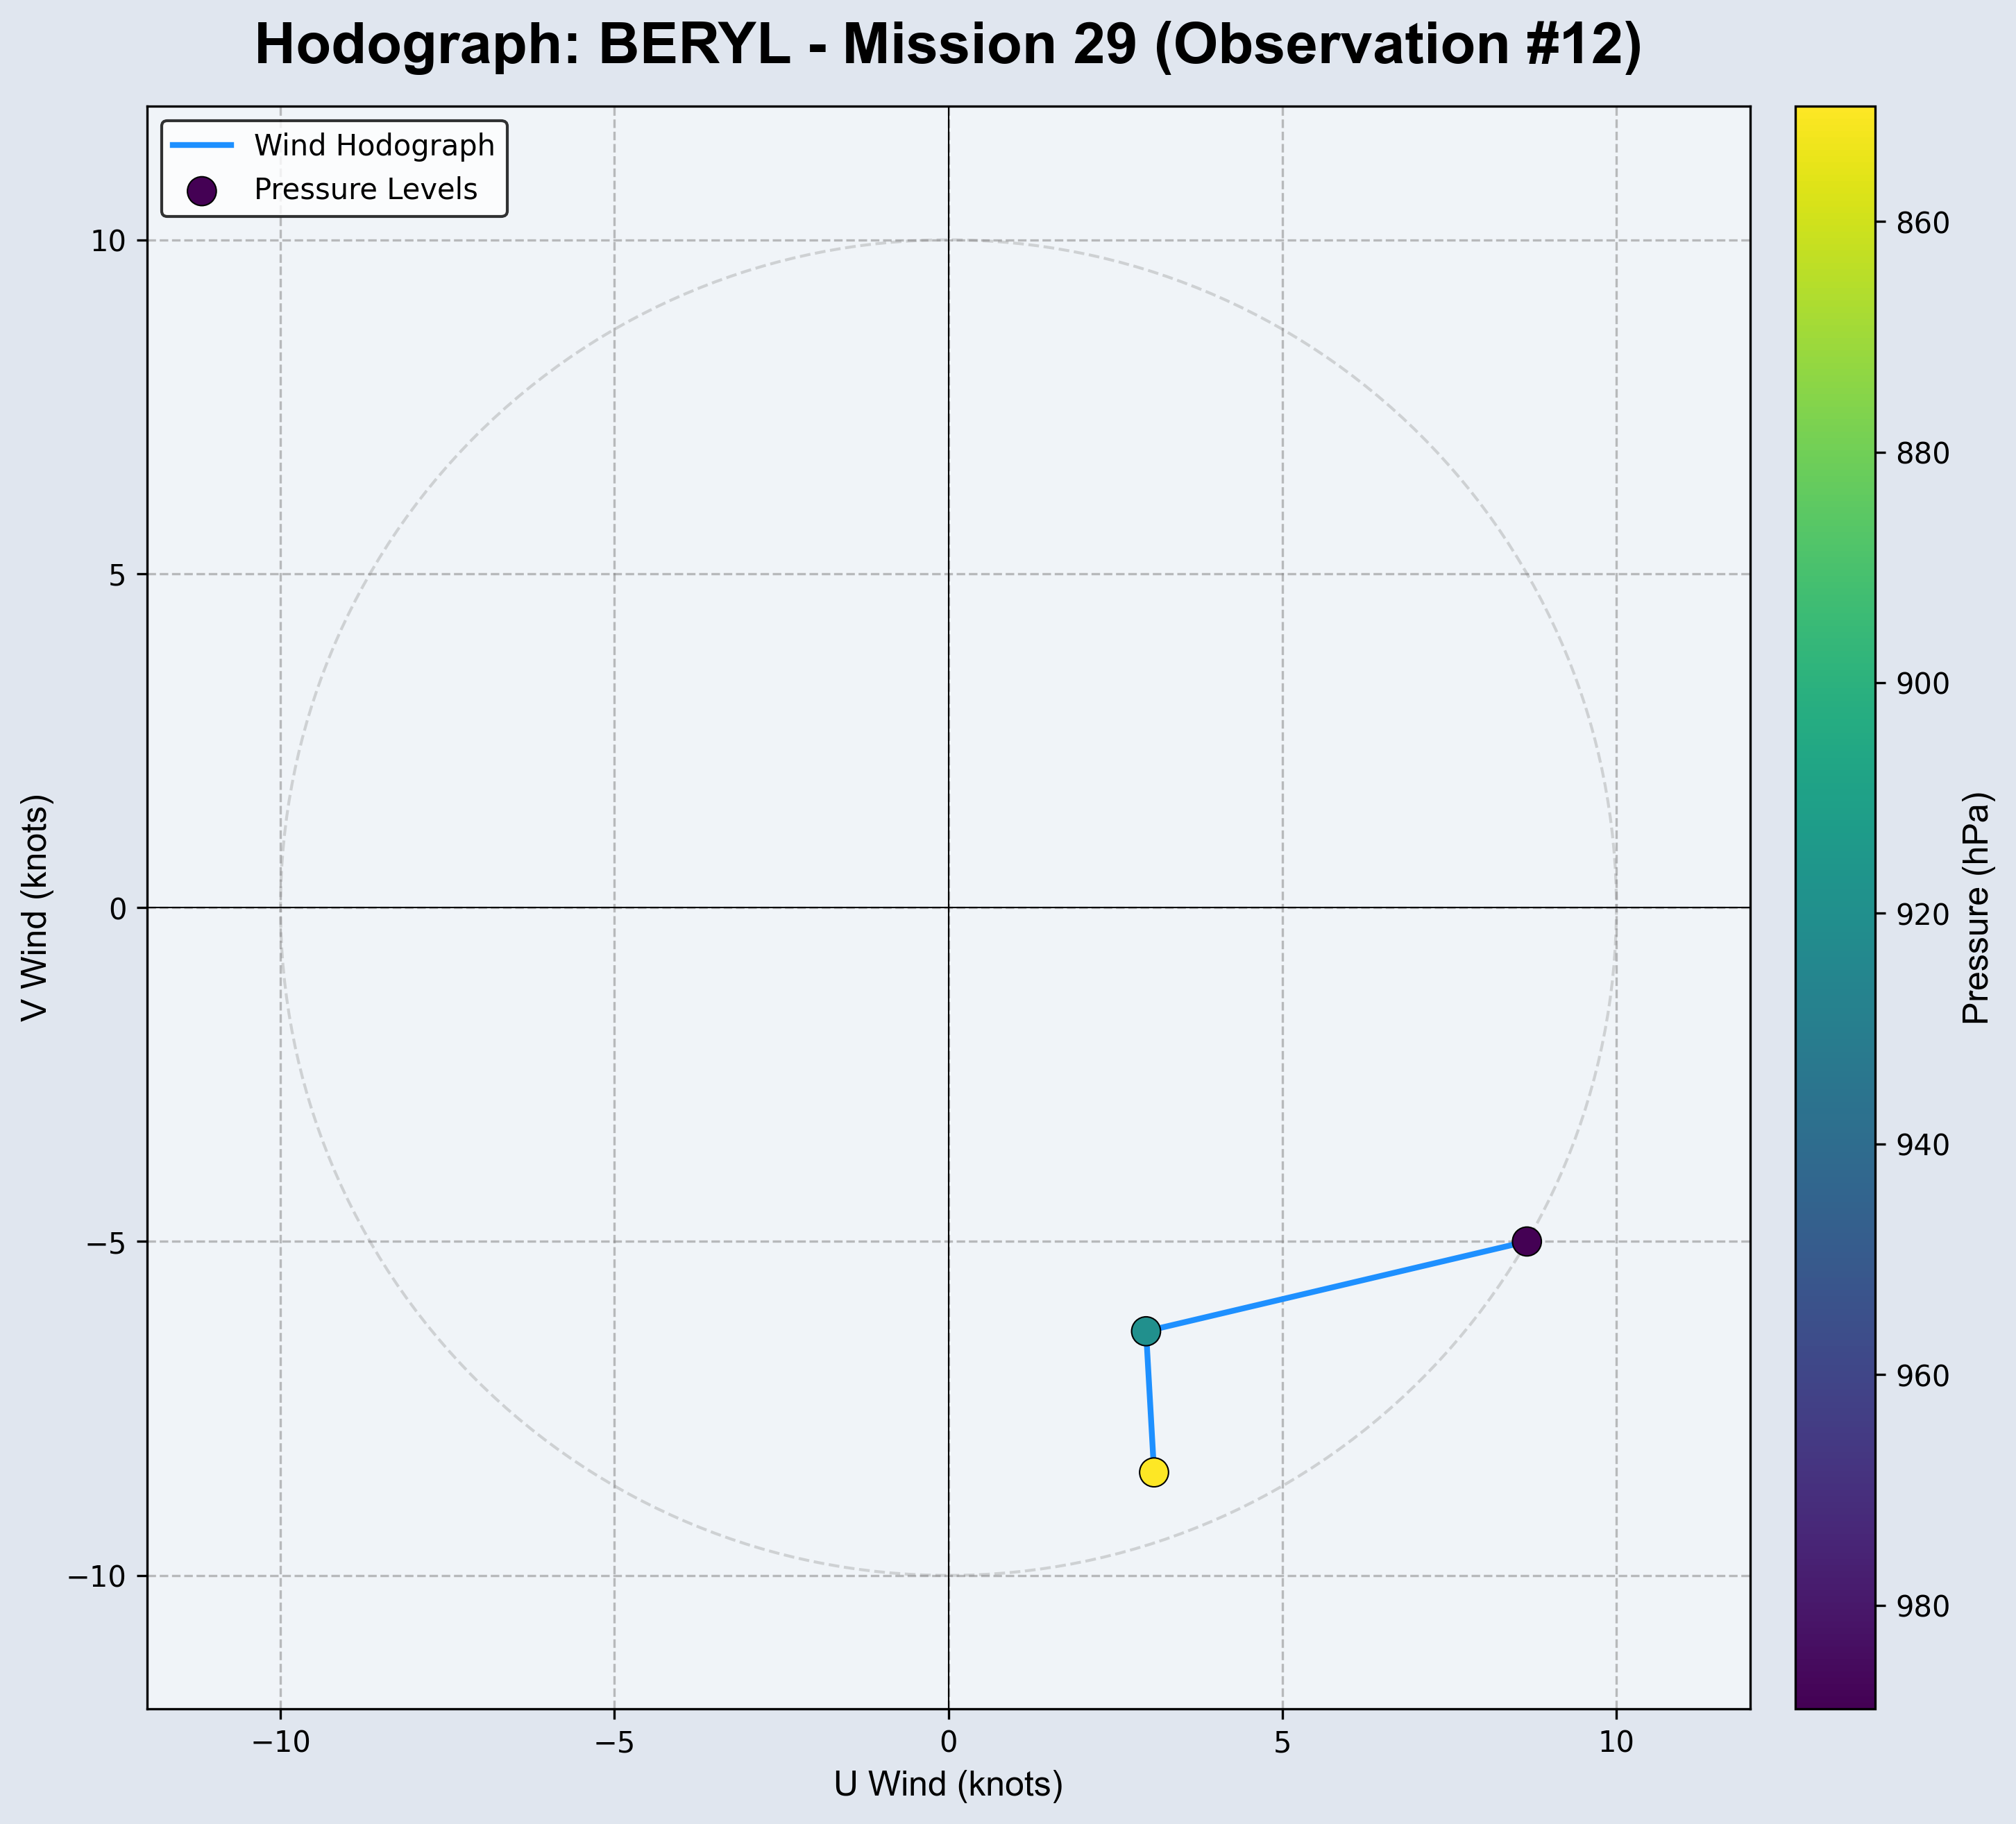 Hodograph: BERYL - Mission 29 (Observation #12)
Wind Hodograph
Pressure Levels
10
5
0
−5
−10
V Wind (knots)
−10
−5
0
5
10
U Wind (knots)
860
880
900
920
940
960
980
Pressure (hPa)